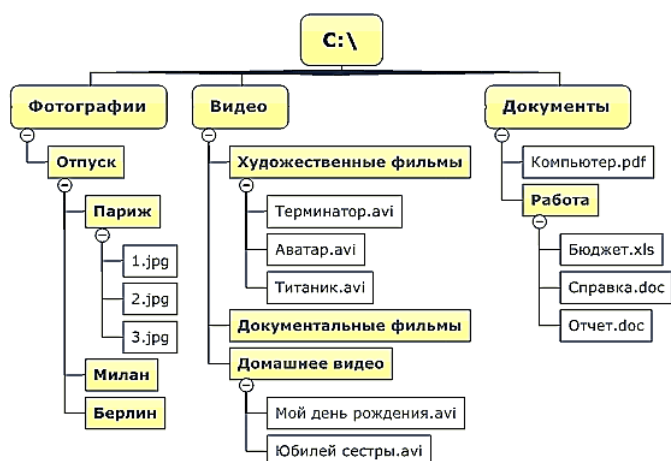 C:\
Фотографии
Видео
Документы
Отпуск
Париж
1.jpg
2.jpg
3.jpg
Милан
Берлин
Художественные фильмы
Терминатор.avi
Аватар.avi
Титаник.avi
Документальные фильмы
Домашнее видео
Мой день рождения.avi
Юбилей сестры.avi
Компьютер.pdf
Работа
Бюджет.xls
Справка.doc
Отчет.doc